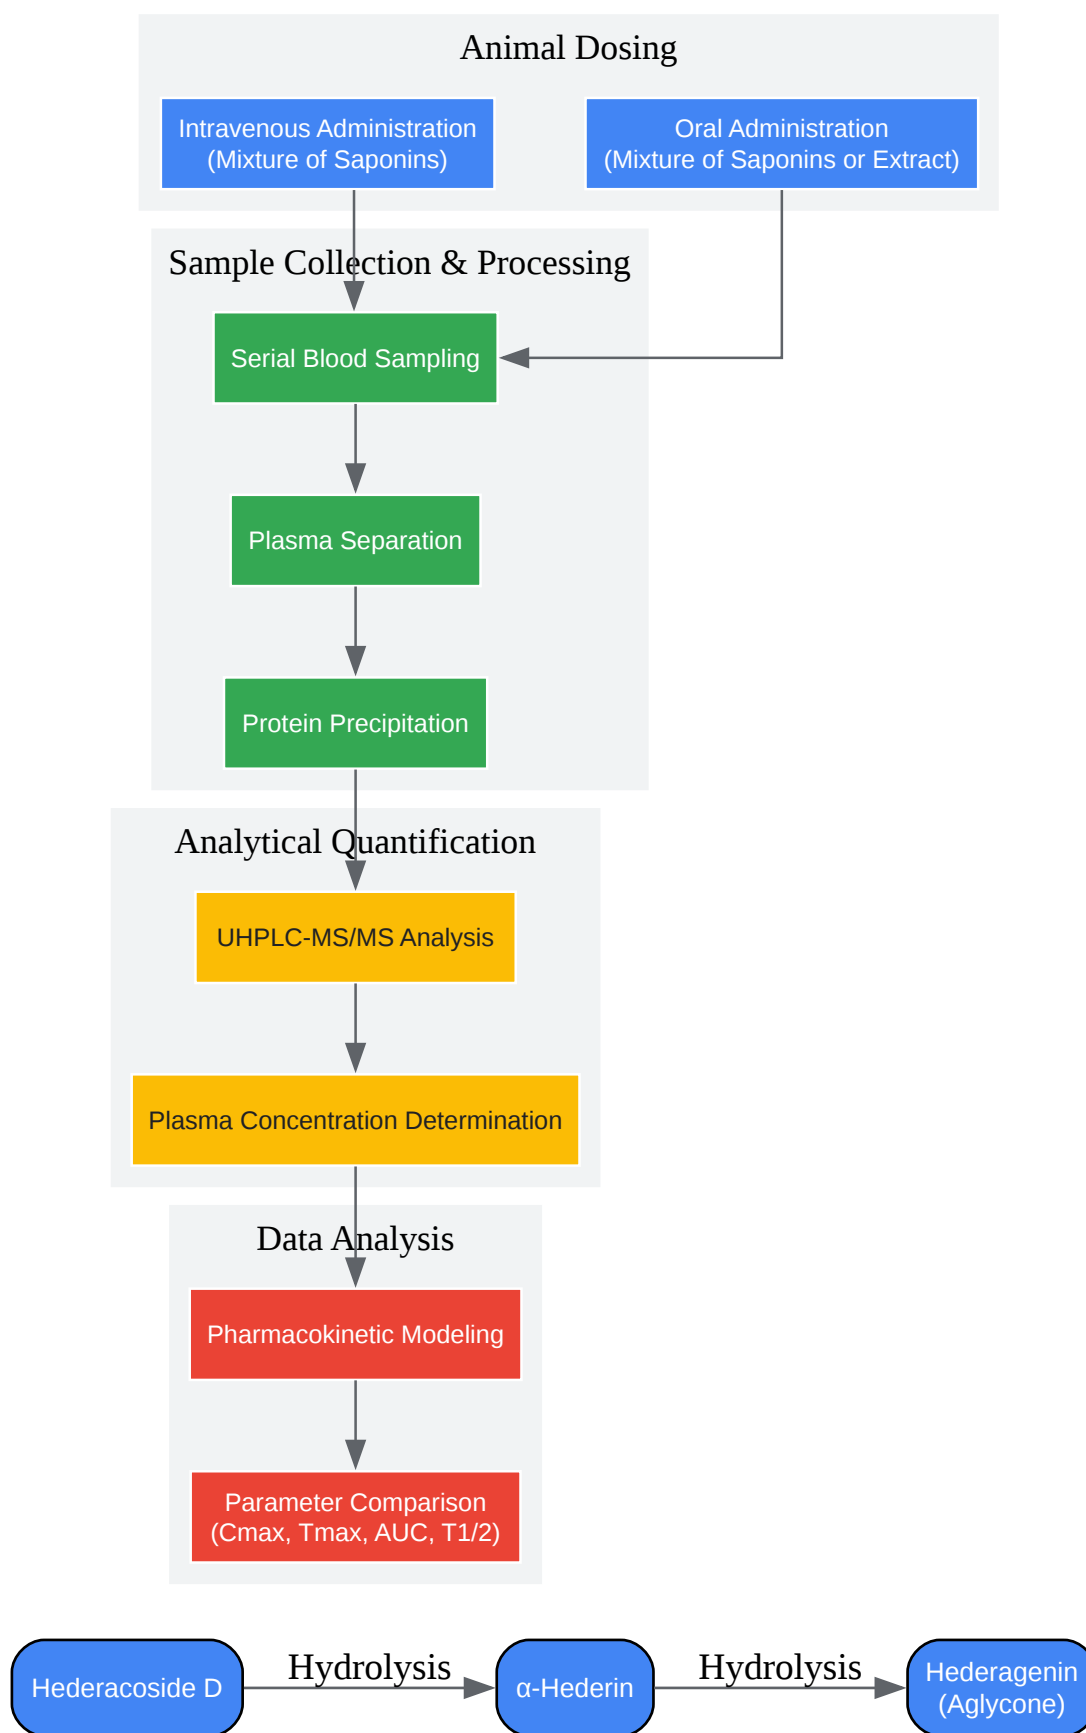 Animal Dosing
Intravenous Administration
(Mixture of Saponins)
Oral Administration
(Mixture of Saponins or Extract)
Sample Collection & Processing
Serial Blood Sampling
Plasma Separation
Protein Precipitation
Analytical Quantification
UHPLC-MS/MS Analysis
Plasma Concentration Determination
Data Analysis
Pharmacokinetic Modeling
Parameter Comparison
(Cmax, Tmax, AUC, T1/2)
Hederacoside D
Hydrolysis
α-Hederin
Hydrolysis
Hederagenin
(Aglycone)